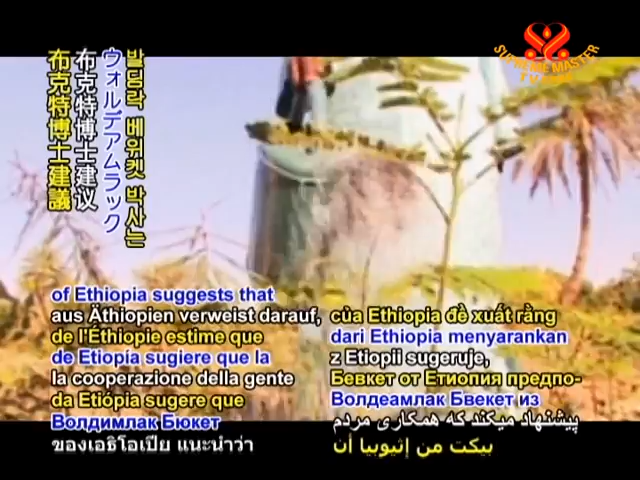 SUPREME MASTER
TV
발딤락 베위켓 박사는
ウォルデアムラック
布克特博士建议
布克特博士建議
of Ethiopia suggests that
aus Äthiopien verweist darauf,
de l'Éthiopie estime que
de Etiopía sugiere que la
la cooperazione della gente
da Etiópia sugere que
Волдимлак Бюкет
ของเอธิโอเปีย แนะนำว่า
của Ethiopia đề xuất rằng
dari Ethiopia menyarankan
z Etiopii sugeruje,
Бевкет от Етиопия предпо-
Волдеамлак Бвекет из
پیشنهاد میکند که همکاری مردم
بيكت من إثيوبيا أن